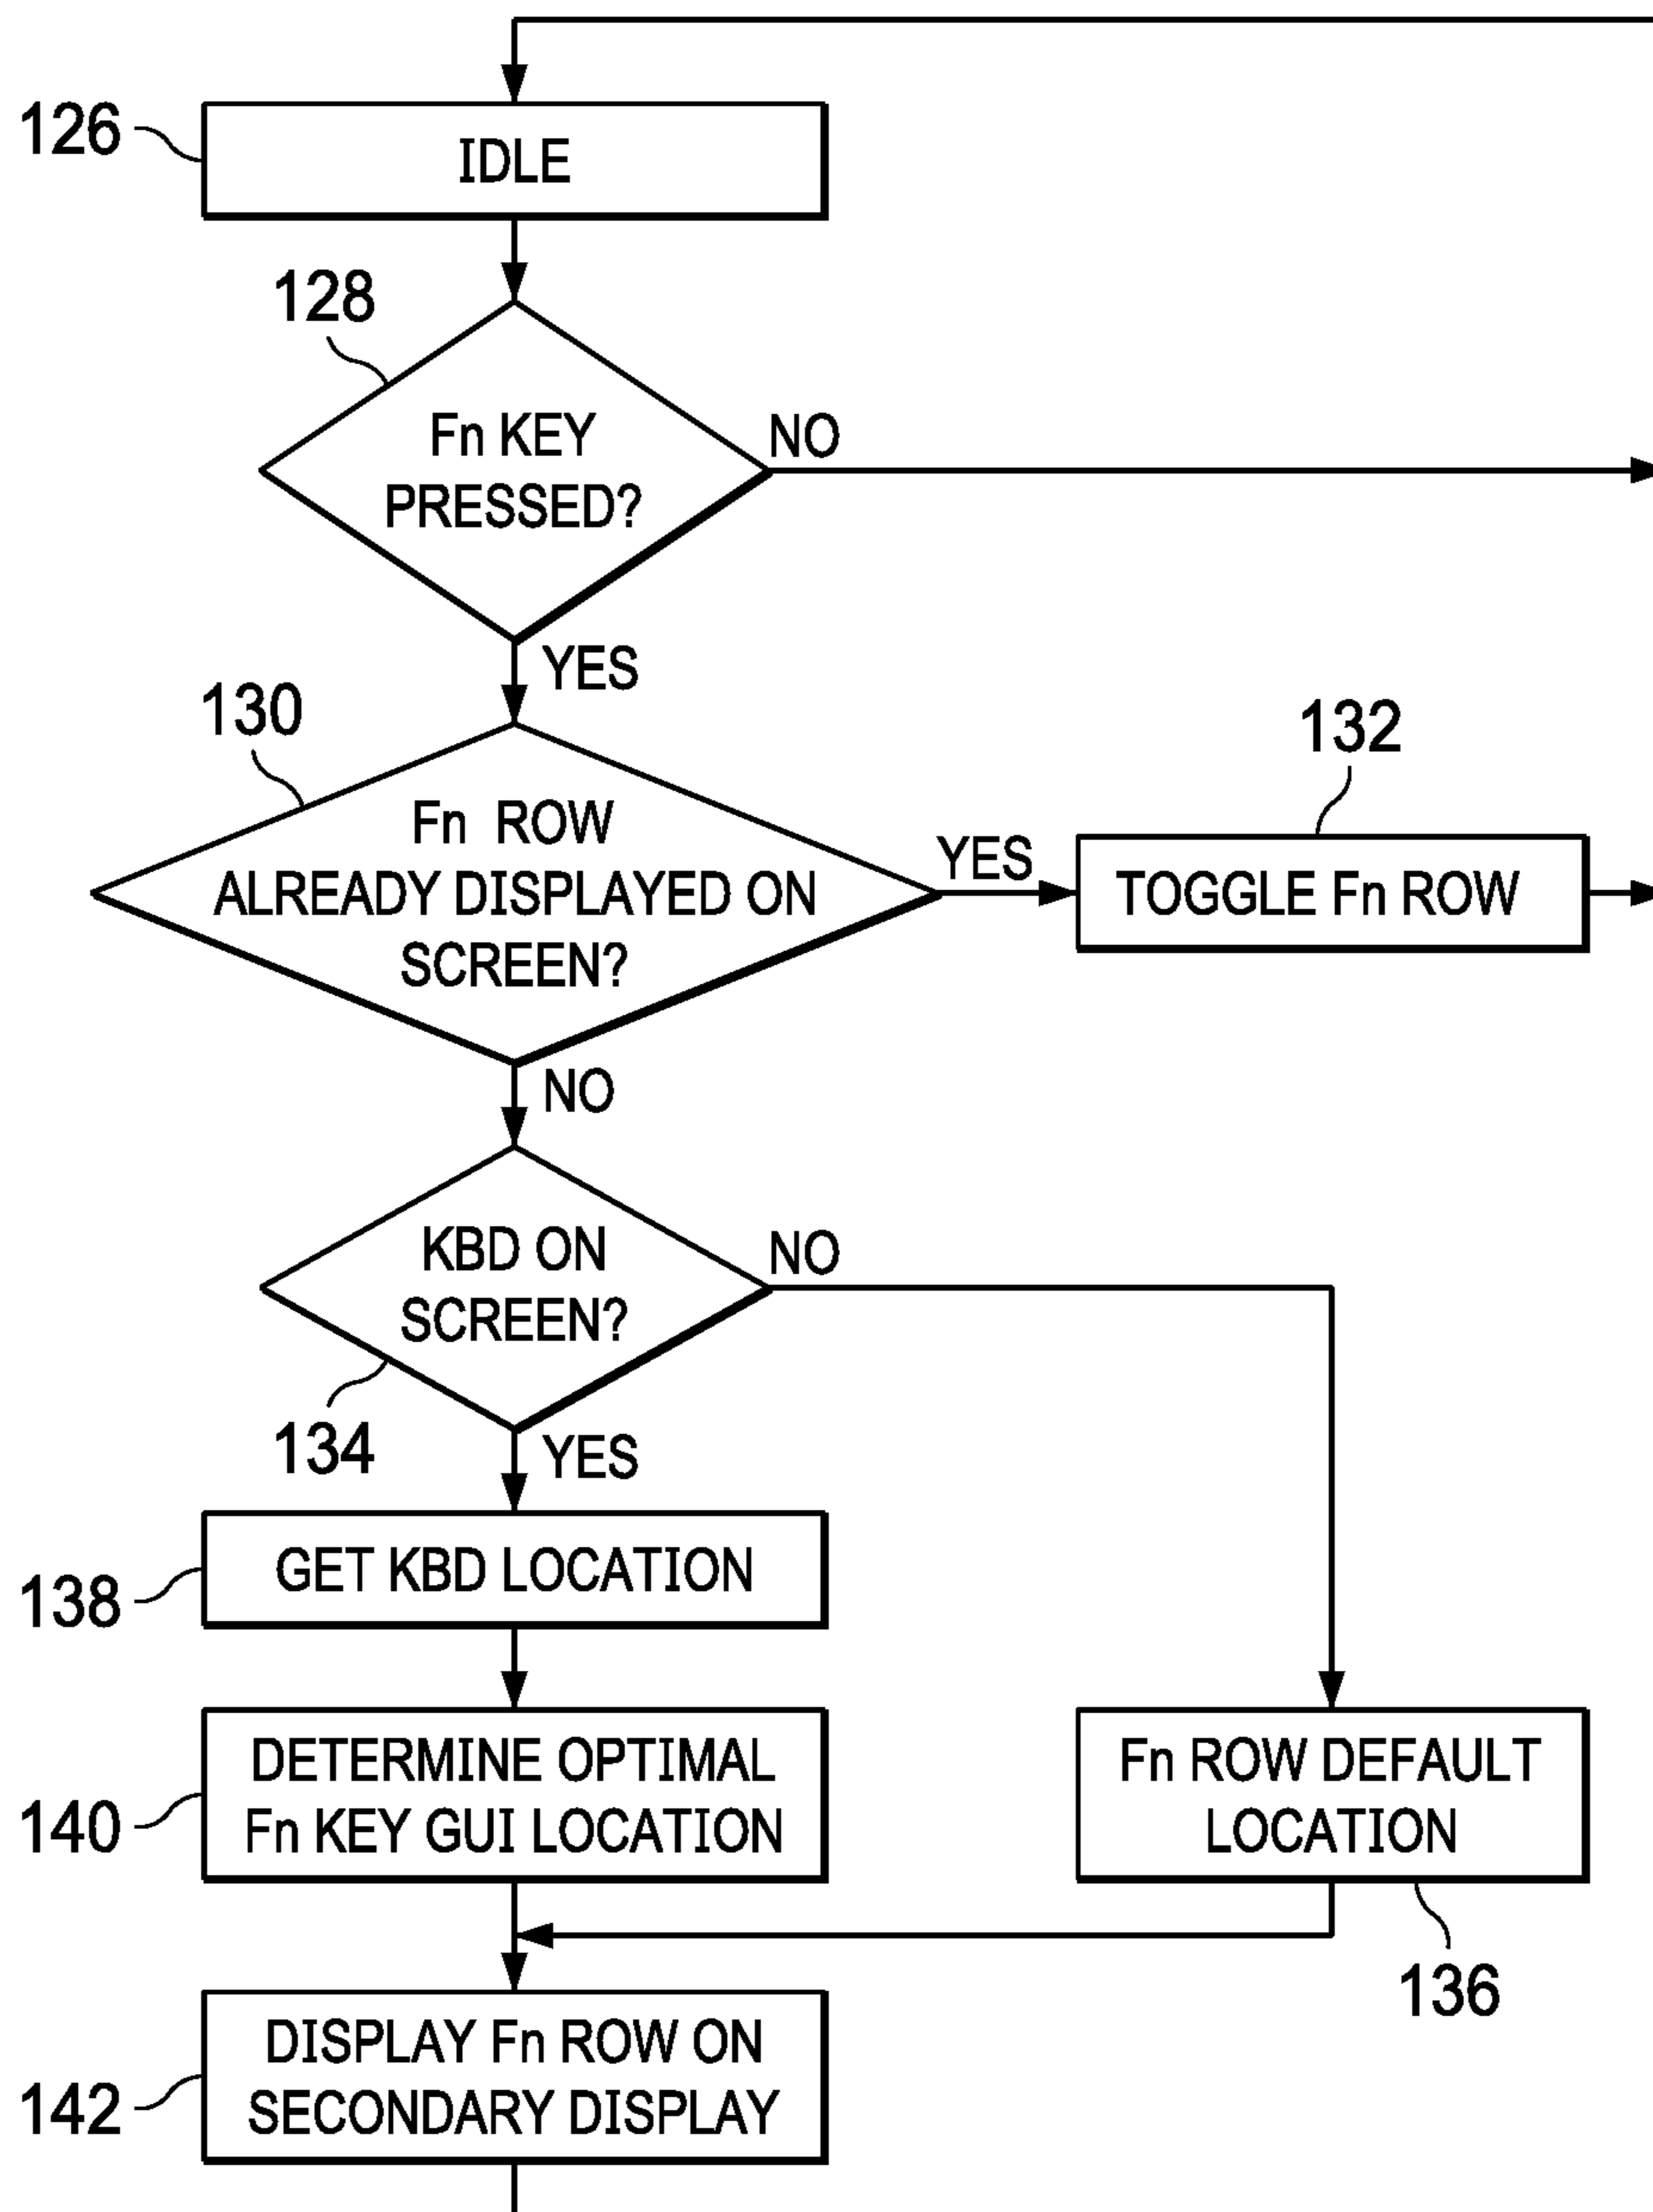 126
IDLE
128
Fn KEY
PRESSED?
NO
YES
130
Fn ROW
ALREADY DISPLAYED ON
SCREEN?
YES
132
TOGGLE Fn ROW
NO
KBD ON
SCREEN?
NO
134
YES
138
GET KBD LOCATION
140
DETERMINE OPTIMAL
Fn KEY GUI LOCATION
Fn ROW DEFAULT
LOCATION
136
142
DISPLAY Fn ROW ON
SECONDARY DISPLAY